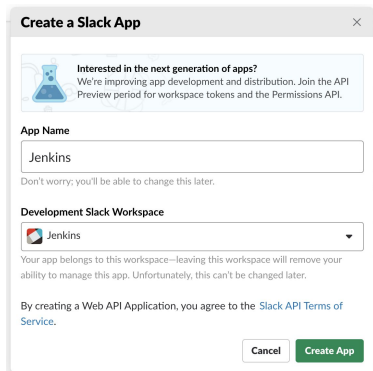 Create a Slack App
Interested in the next generation of apps?
We're improving app development and distribution. Join the API
Preview period for workspace tokens and the Permissions API.
App Name
Jenkins
Don't worry; you'll be able to change this later.
Development Slack Workspace
Jenkins
Your app belongs to this workspace—leaving this workspace will remove your
ability to manage this app. Unfortunately, this can't be changed later.
By creating a Web API Application, you agree to the Slack API Terms of
Service.
Cancel Create App